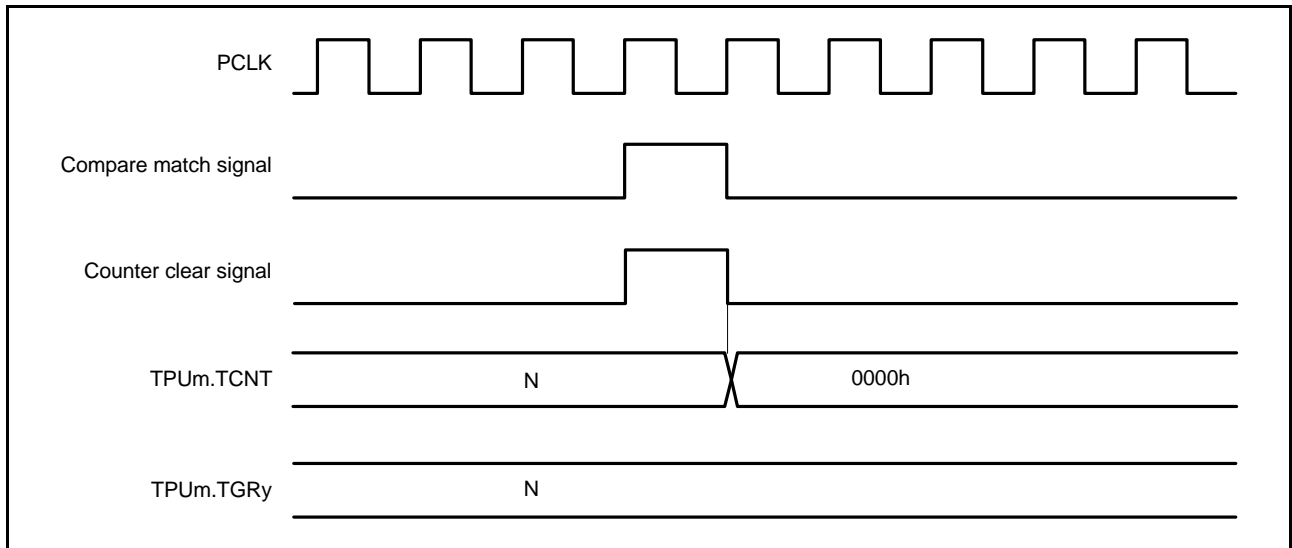 PCLK
Compare match signal
Counter clear signal
TPUm.TCNT N 0000h
TPUm.TGRy N